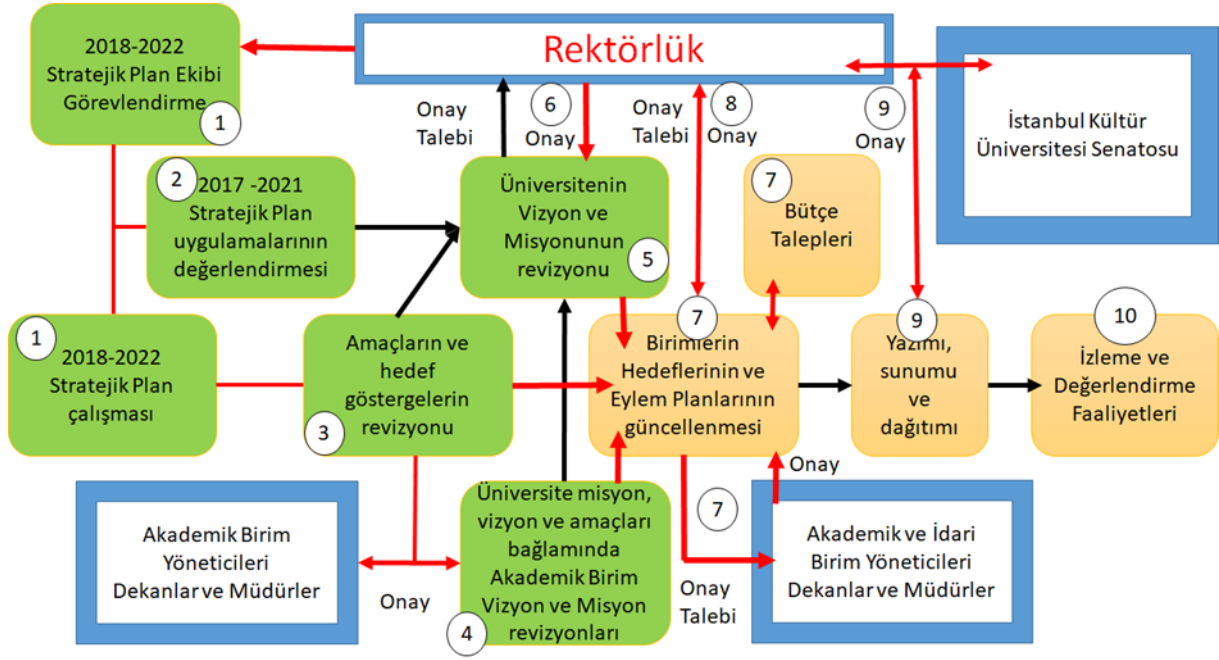 Rektörlük
2018-2022
Stratejik Plan Ekibi
Görevlendirme
1
Onay
Talebi
6
Onay
Onay
Talebi
8
Onay
9
Onay
İstanbul Kültür
Üniversitesi Senatosu
2
2017 -2021
Stratejik Plan
uygulamalarının
değerlendirmesi
Üniversitenin
Vizyon ve
Misyonunun
revizyonu
5
7
Bütçe
Talepleri
1
2018-2022
Stratejik Plan
çalışması
Amaçların ve
hedef
göstergelerin
revizyonu
3
7
Birimlerin
Hedeflerinin ve
Eylem Planlarının
güncellenmesi
9
Yazımı,
sunumu
ve
dağıtımı
10
İzleme ve
Değerlendirme
Faaliyetleri
Akademik Birim
Yöneticileri
Dekanlar ve Müdürler
Onay
Üniversite misyon,
vizyon ve amaçları
bağlamında
Akademik Birim
Vizyon ve Misyon
revizyonları
4
7
Onay
Talebi
Onay
Akademik ve İdari
Birim Yöneticileri
Dekanlar ve Müdürler